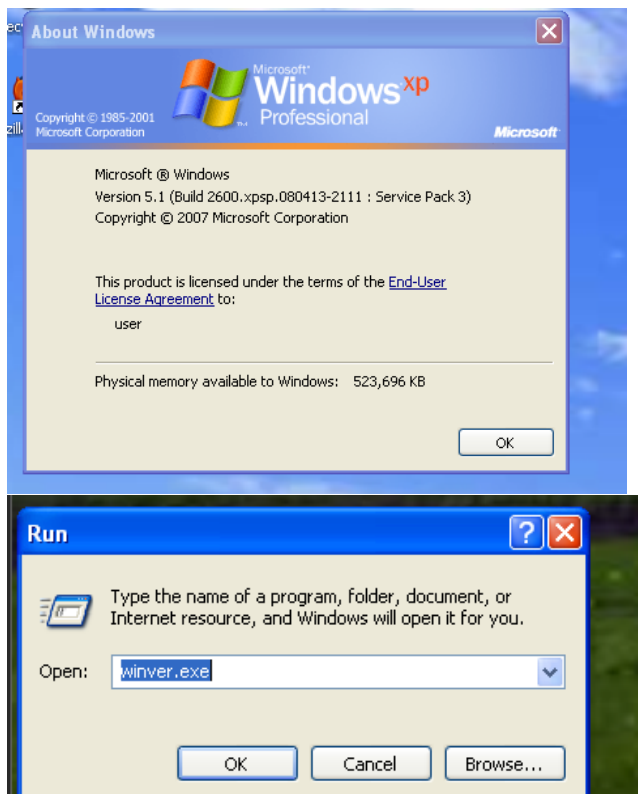 About Windows
Microsoft®
Windows xp
Professional
Copyright © 1985-2001
Microsoft Corporation
Microsoft
Microsoft ® Windows
Version 5.1 (Build 2600.xpsp.080413-2111 : Service Pack 3)
Copyright © 2007 Microsoft Corporation
This product is licensed under the terms of the End-User
License Agreement to:
user
Physical memory available to Windows: 523,696 KB
OK
Run
Type the name of a program, folder, document, or
Internet resource, and Windows will open it for you.
Open: winver.exe
OK Cancel Browse...